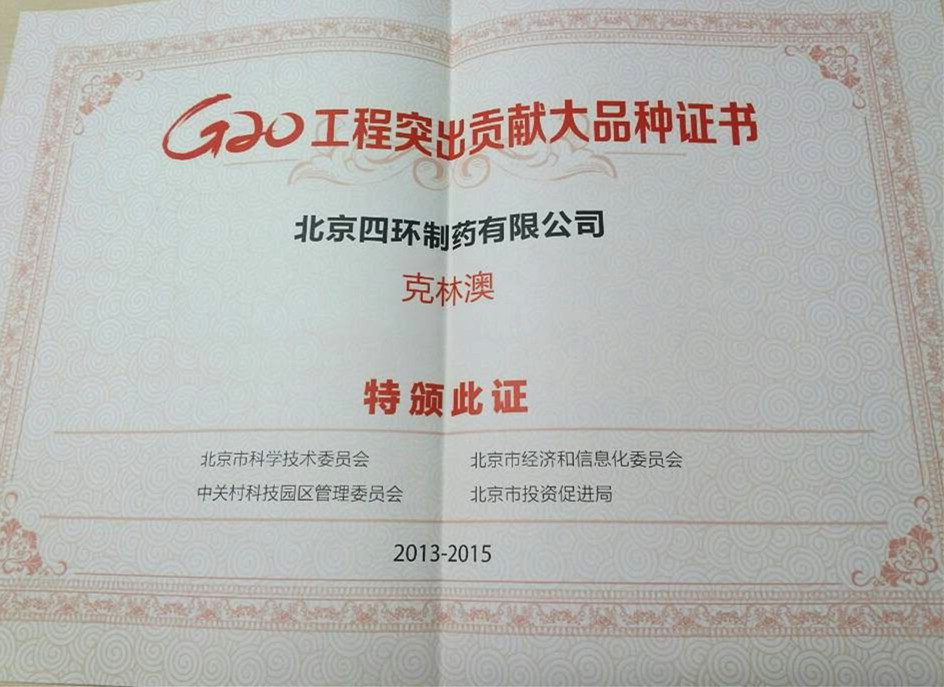 G20工程突出贡献大品种证书
北京四环制药有限公司
克林澳
特颁此证
北京市科学技术委员会 北京市经济和信息化委员会
中关村科技园区管理委员会 北京市投资促进局
2013-2015